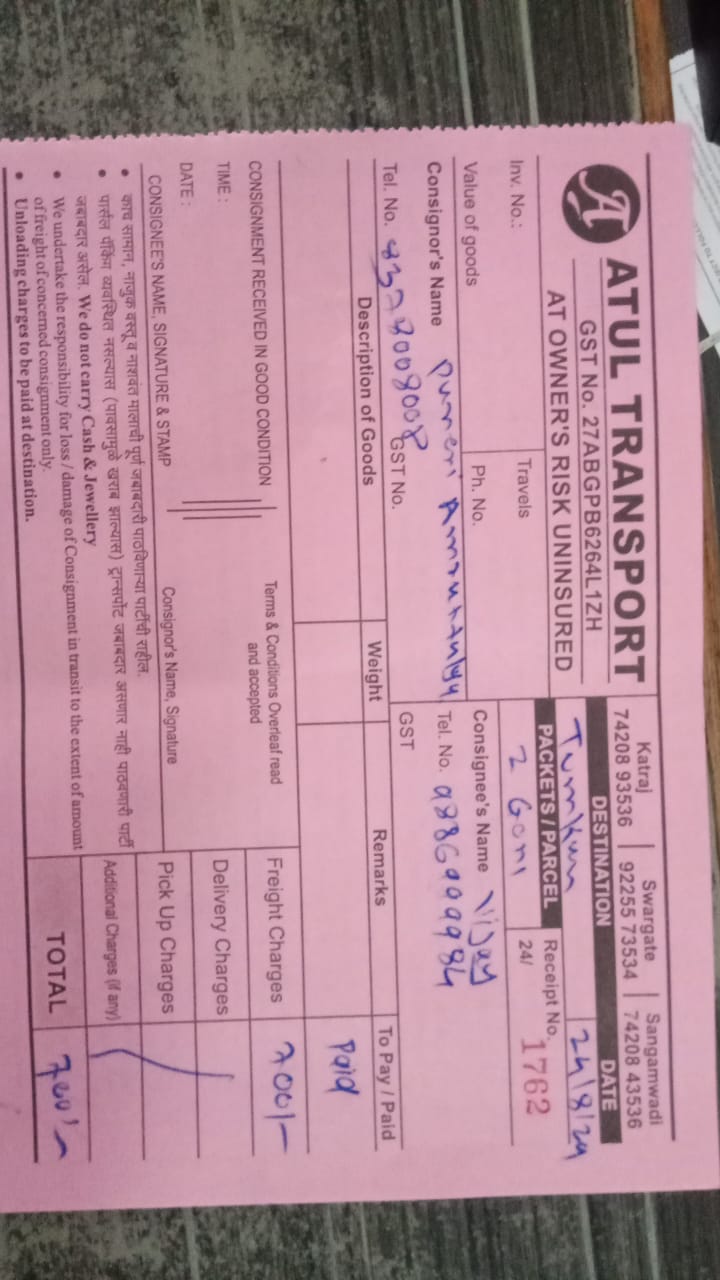 A
ATUL TRANSPORT
GST No. 27ABGPB6264L1ZH
AT OWNER'S RISK UNINSURED
Katraj | Swargate | Sangamwadi
74208 93536 | 92255 73534 | 74208 43536
DESTINATION DATE
Tumkur 24/8/24
Inv. No.: Travels
PACKETS / PARCEL Receipt No.
2 Goni 24/ 1762
Value of goods Ph. No.
Consignor's Name Puneri
Consignee's Name Vijay
Tel. No. 8378008008 GST No.
Tel. No. 9886999984
GST
Description of Goods Weight Remarks To Pay / Paid
Paid
CONSIGNMENT RECEIVED IN GOOD CONDITION
Terms & Conditions Overleaf read
and accepted
Freight Charges 700/-
TIME :
Delivery Charges
DATE :
CONSIGNEE'S NAME, SIGNATURE & STAMP Consignor's Name, Signature
Pick Up Charges
• काच सामान, नाजुक वस्तू व नाशवंत मालाची पूर्ण जबाबदारी पाठविणाऱ्या पार्टीची राहील.
• पार्सल पॅकिंग व्यवस्थित नसल्यास (पावसामुळे खराब झाल्यास) ट्रान्सपोर्ट जबाबदार असणार नाही पाठवणारी पार्टी
जबाबदार असेल. We do not carry Cash & Jewellery
Additional Charges (if any)
• We undertake the responsibility for loss / damage of Consignment in transit to the extent of amount
of freight of concerned consignment only.
• Unloading charges to be paid at destination.
TOTAL 700/-